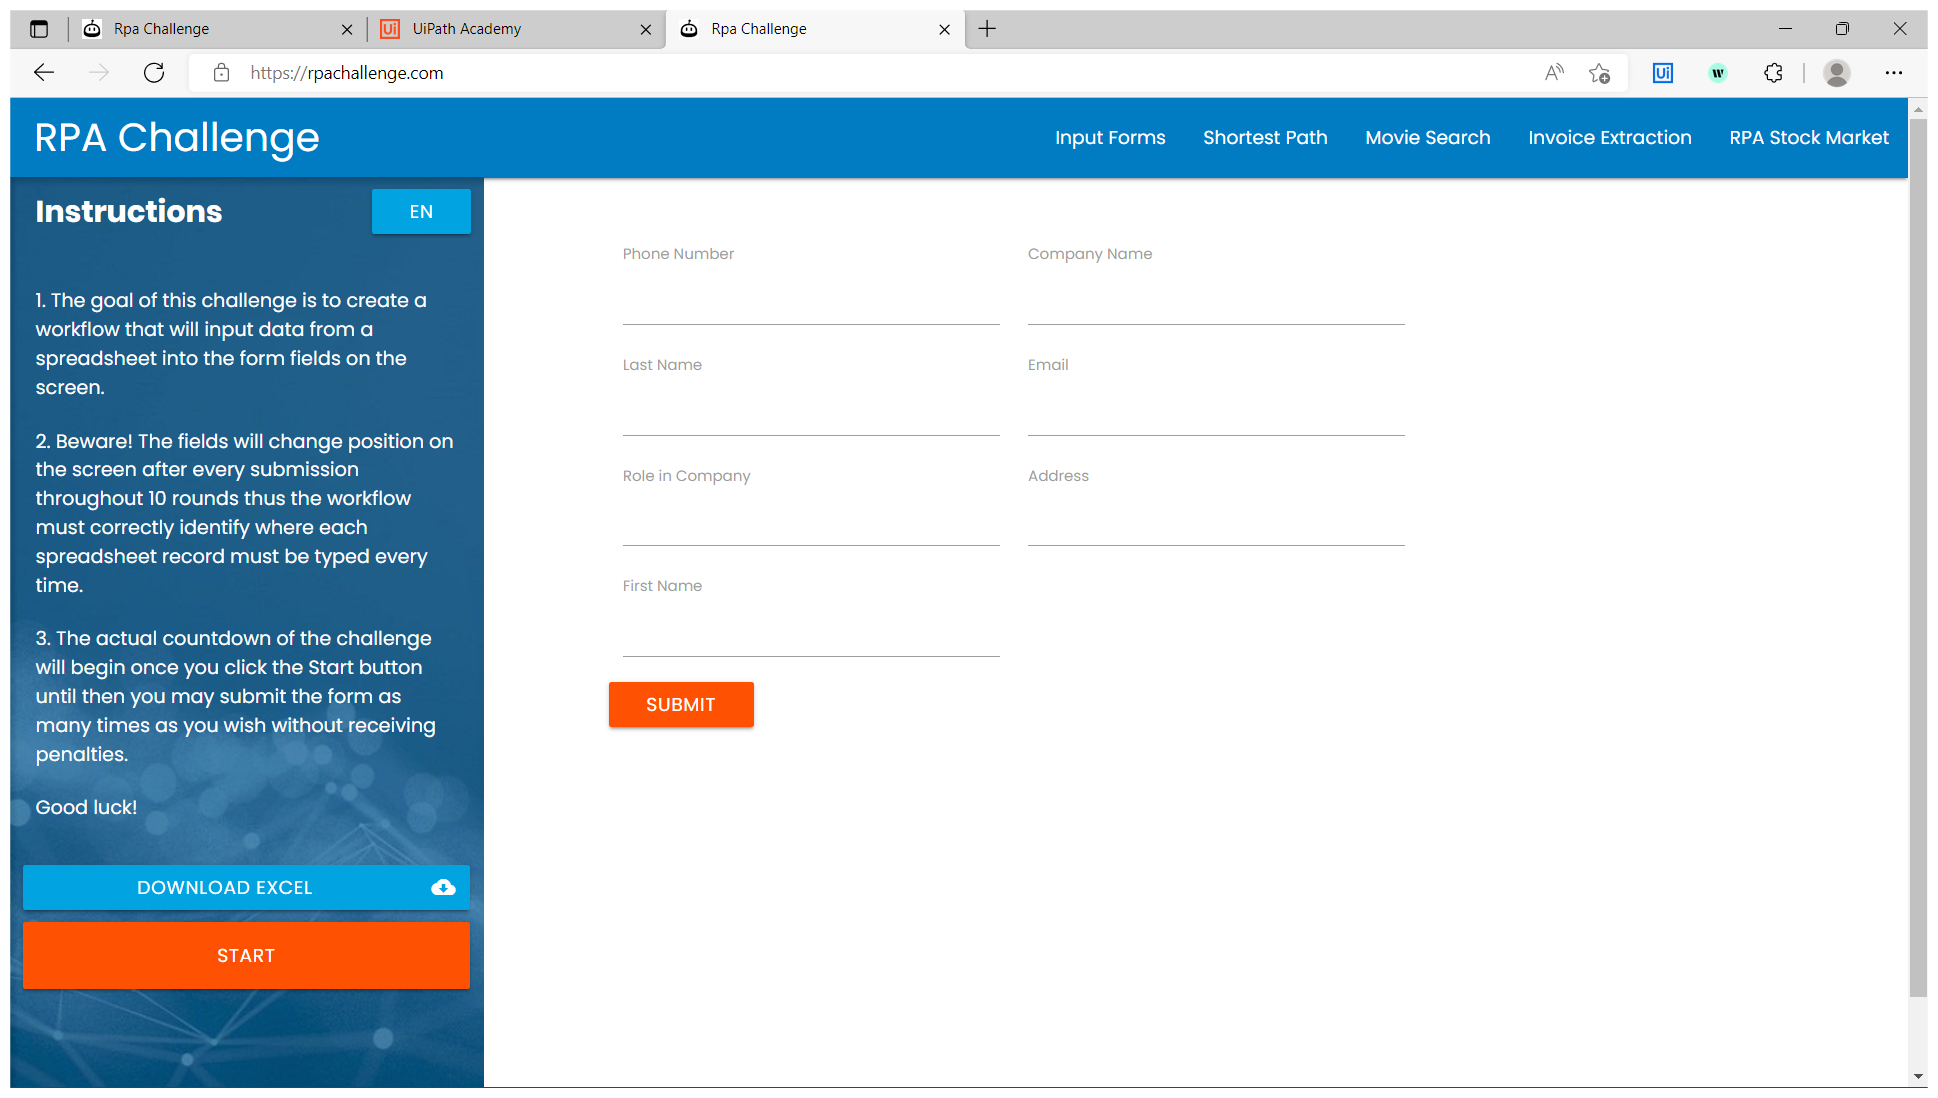 Rpa Challenge
UiPath Academy
Rpa Challenge
https://rpachallenge.com
RPA Challenge
Input Forms
Shortest Path
Movie Search
Invoice Extraction
RPA Stock Market
Instructions
EN
1. The goal of this challenge is to create a
workflow that will input data from a
spreadsheet into the form fields on the
screen.
2. Beware! The fields will change position on
the screen after every submission
throughout 10 rounds thus the workflow
must correctly identify where each
spreadsheet record must be typed every
time.
3. The actual countdown of the challenge
will begin once you click the Start button
until then you may submit the form as
many times as you wish without receiving
penalties.
Good luck!
DOWNLOAD EXCEL
START
Phone Number
Company Name
Last Name
Email
Role in Company
Address
First Name
SUBMIT